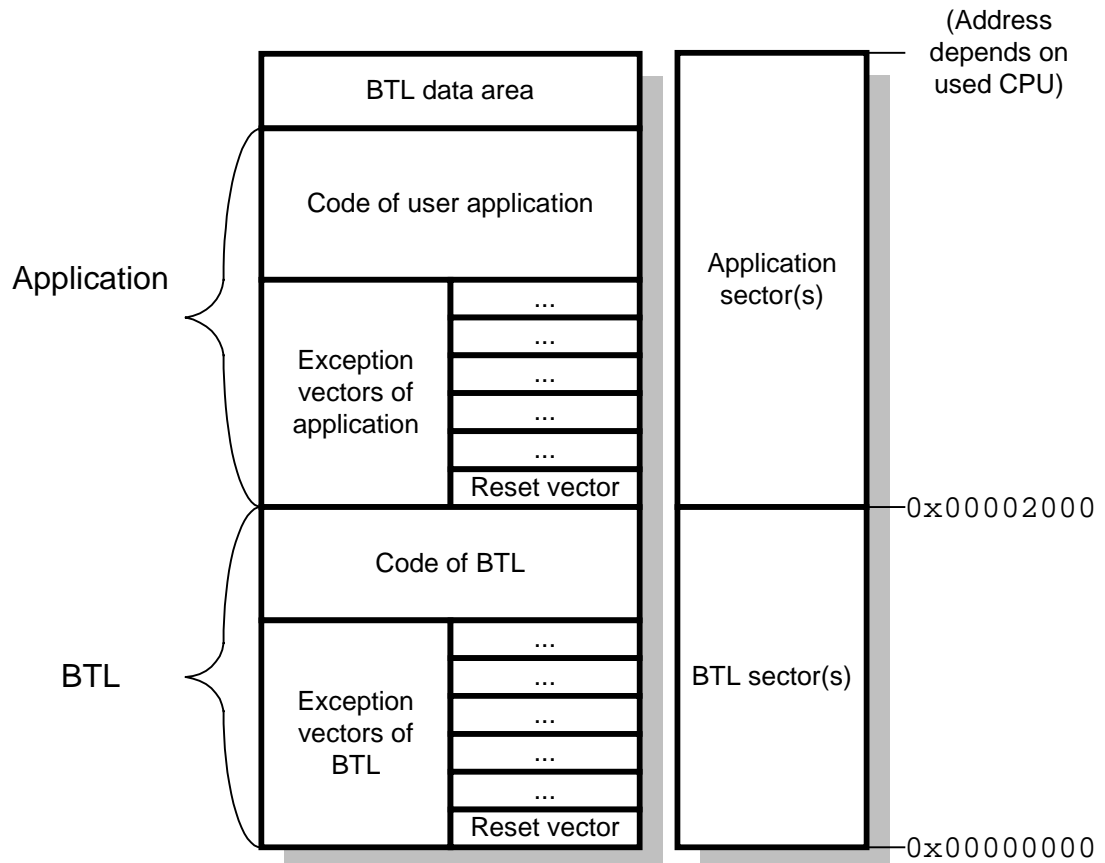 (Address
depends on
used CPU)
BTL data area
Code of user application
Application
Exception
vectors of
application
...
...
...
...
...
Reset vector
Application
sector(s)
0x00002000
Code of BTL
BTL
Exception
vectors of
BTL
...
...
...
...
...
Reset vector
BTL sector(s)
0x00000000